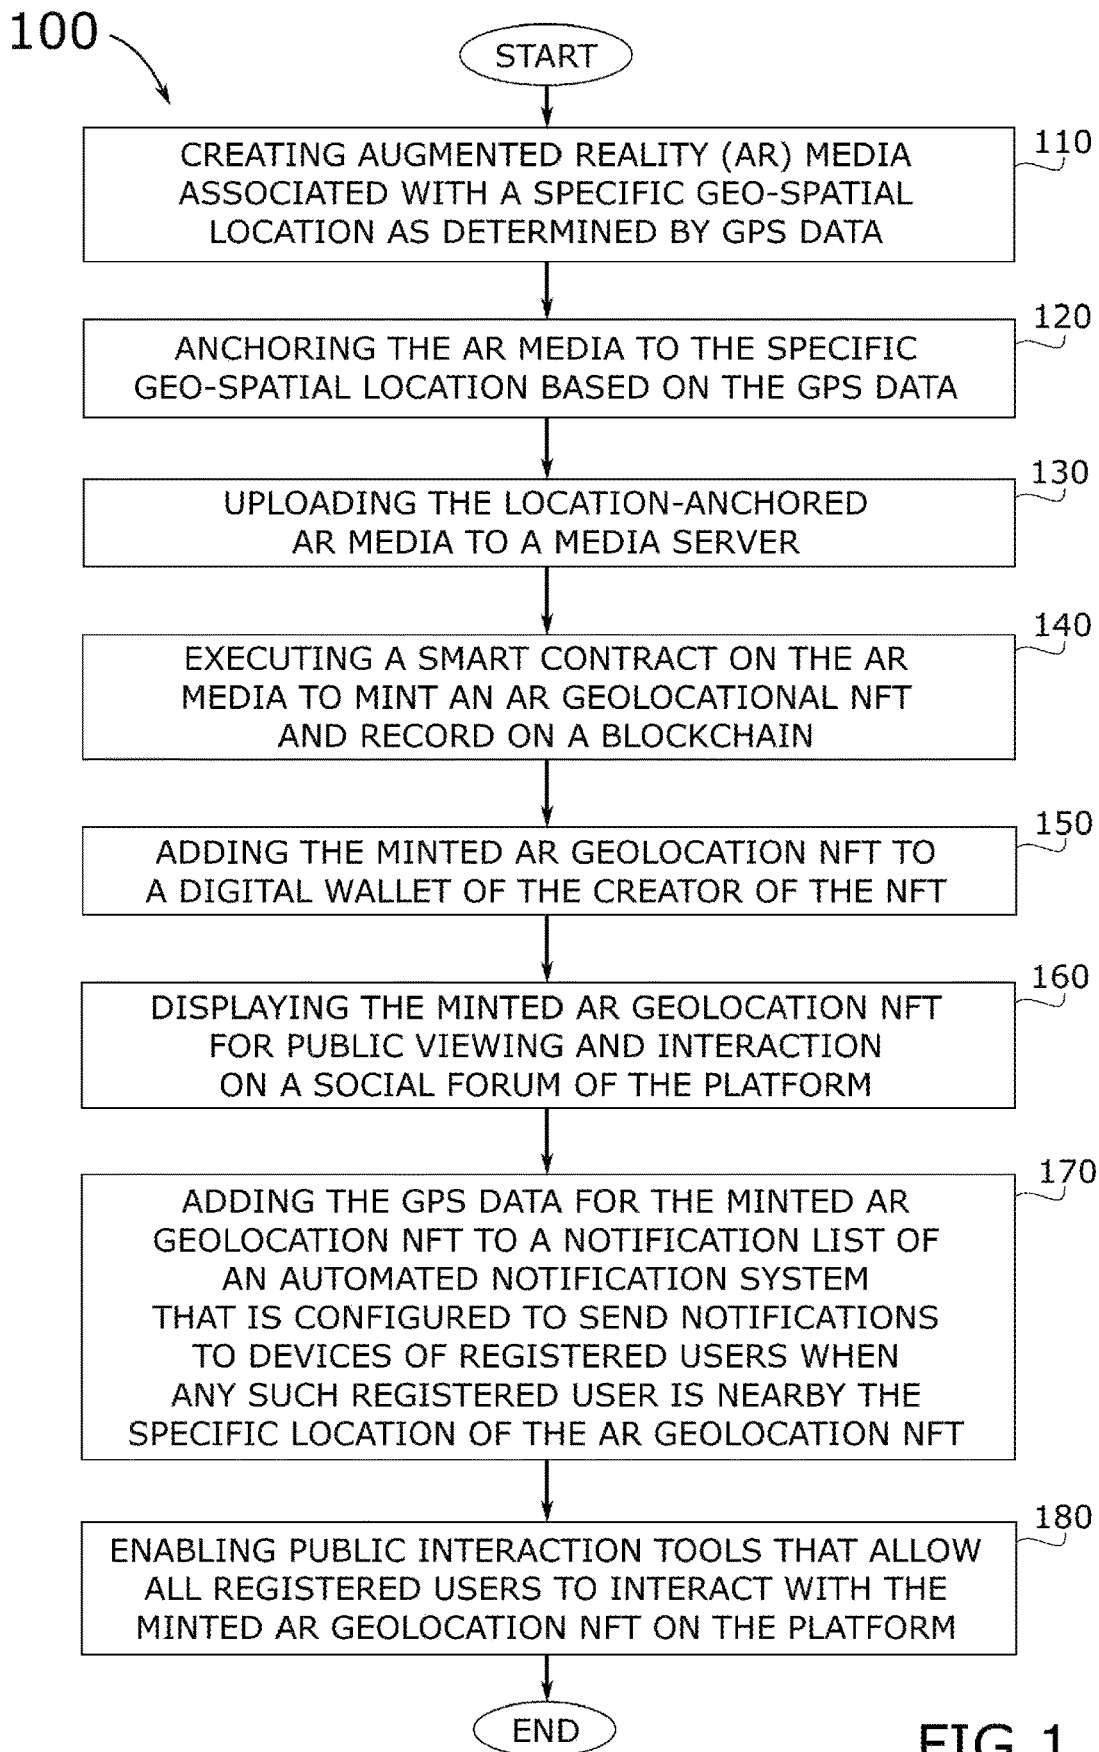 100
START
110
CREATING AUGMENTED REALITY (AR) MEDIA
ASSOCIATED WITH A SPECIFIC GEO-SPATIAL
LOCATION AS DETERMINED BY GPS DATA
120
ANCHORING THE AR MEDIA TO THE SPECIFIC
GEO-SPATIAL LOCATION BASED ON THE GPS DATA
130
UPLOADING THE LOCATION-ANCHORED
AR MEDIA TO A MEDIA SERVER
140
EXECUTING A SMART CONTRACT ON THE AR
MEDIA TO MINT AN AR GEOLOCATIONAL NFT
AND RECORD ON A BLOCKCHAIN
150
ADDING THE MINTED AR GEOLOCATION NFT TO
A DIGITAL WALLET OF THE CREATOR OF THE NFT
160
DISPLAYING THE MINTED AR GEOLOCATION NFT
FOR PUBLIC VIEWING AND INTERACTION
ON A SOCIAL FORUM OF THE PLATFORM
170
ADDING THE GPS DATA FOR THE MINTED AR
GEOLOCATION NFT TO A NOTIFICATION LIST OF
AN AUTOMATED NOTIFICATION SYSTEM
THAT IS CONFIGURED TO SEND NOTIFICATIONS
TO DEVICES OF REGISTERED USERS WHEN
ANY SUCH REGISTERED USER IS NEARBY THE
SPECIFIC LOCATION OF THE AR GEOLOCATION NFT
180
ENABLING PUBLIC INTERACTION TOOLS THAT ALLOW
ALL REGISTERED USERS TO INTERACT WITH THE
MINTED AR GEOLOCATION NFT ON THE PLATFORM
END
FIG. 1